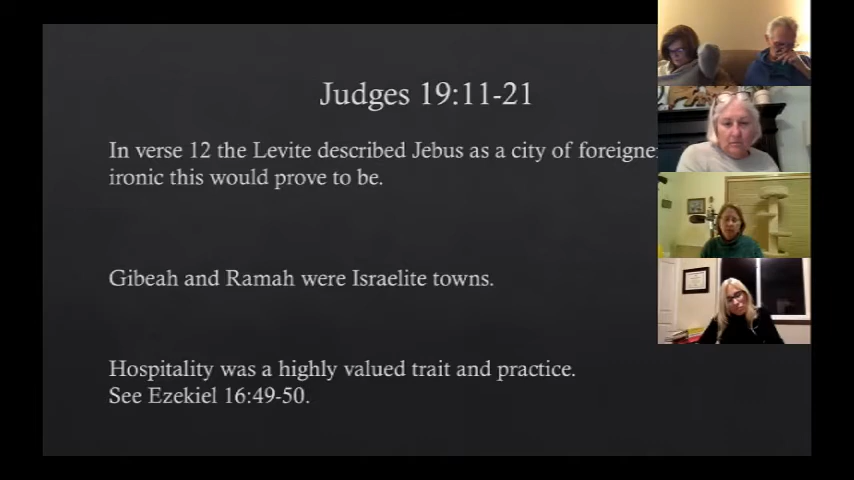 Judges 19:11-21
In verse 12 the Levite described Jebus as a city of
ironic this would prove to be.
Gibeah and Ramah were Israelite towns.
Hospitality was a highly valued trait and practice.
See Ezekiel 16:49-50.